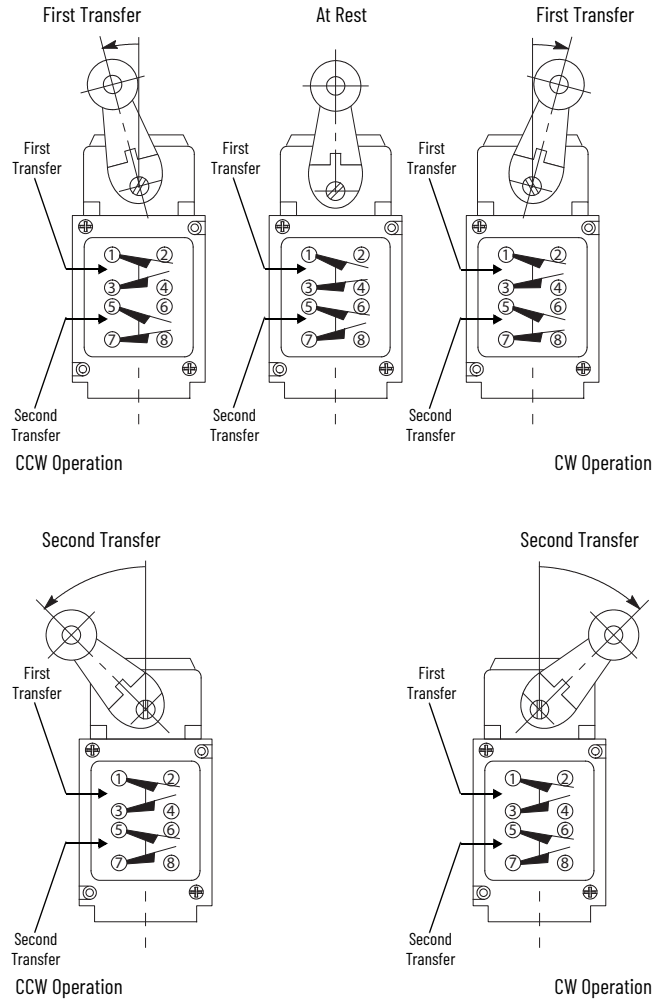 First Transfer
At Rest
First Transfer
First
Transfer
First
Transfer
First
Transfer
1 2
3 4
5 6
7 8
1 2
3 4
5 6
7 8
1 2
3 4
5 6
7 8
Second
Transfer
Second
Transfer
Second
Transfer
CCW Operation
CW Operation
Second Transfer
Second Transfer
First
Transfer
First
Transfer
1 2
3 4
5 6
7 8
1 2
3 4
5 6
7 8
Second
Transfer
Second
Transfer
CCW Operation
CW Operation